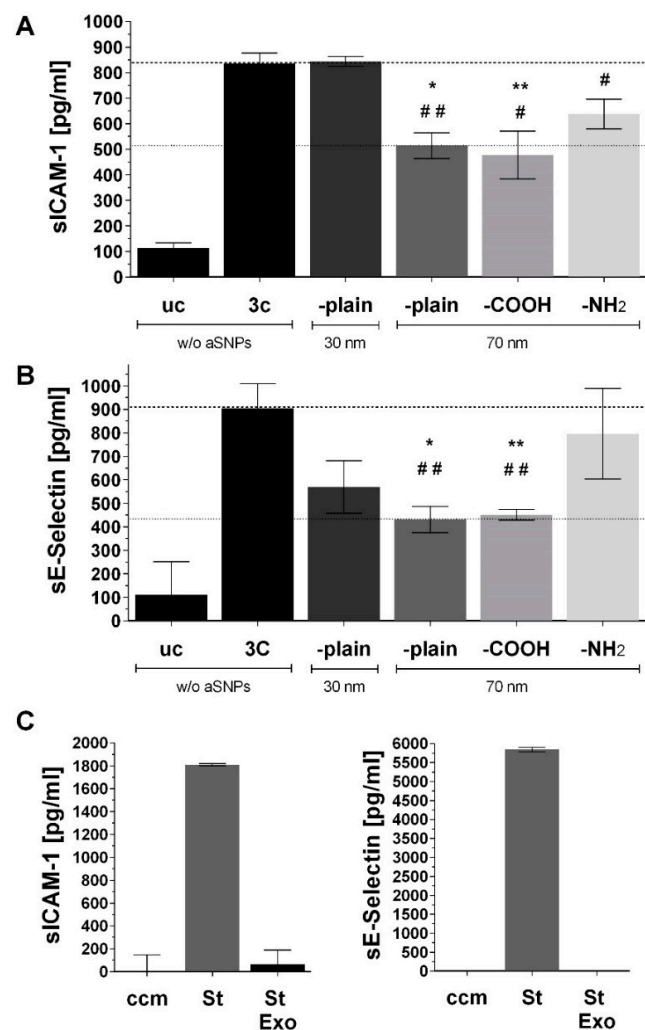 A
sICAM-1 [pg/ml]
1000
900
800
700
600
500
400
300
200
100
0
* ** #
# # #
uc 3c -plain -plain -COOH -NH2
w/o aSNPs 30 nm 70 nm
B
sE-Selectin [pg/ml]
1000
900
800
700
600
500
400
300
200
100
0
* **
# # # #
uc 3C -plain -plain -COOH -NH2
w/o aSNPs 30 nm 70 nm
C
sICAM-1 [pg/ml]
2000
1800
1600
1400
1200
1000
800
600
400
200
0
ccm St St
Exo
sE-Selectin [pg/ml]
6000
5500
5000
4500
4000
3500
3000
2500
2000
1500
1000
500
0
ccm St St
Exo